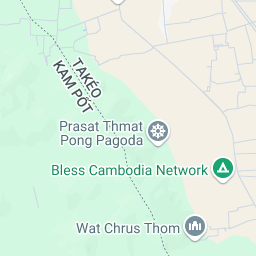 TAKÉO
KAM PÔT
Prasat Thmat
Pong Pagoda
Bless Cambodia Network
Wat Chrus Thom